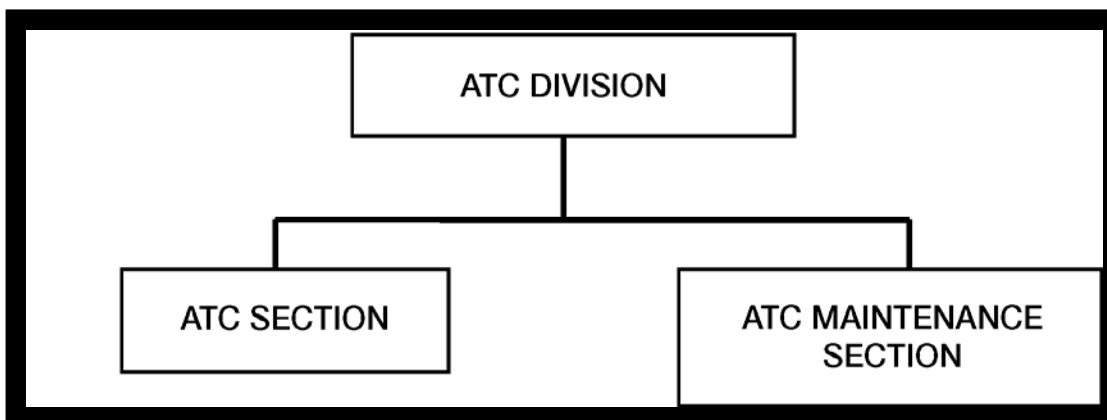 ATC DIVISION
ATC SECTION
ATC MAINTENANCE
SECTION